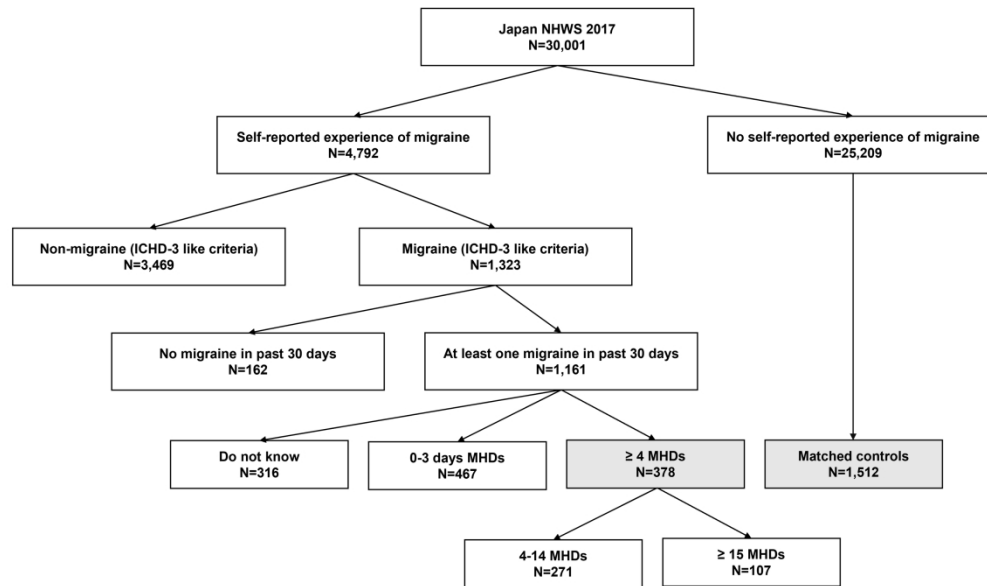 Japan NHWS 2017
N=30,001
Self-reported experience of migraine
N=4,792
No self-reported experience of migraine
N=25,209
Non-migraine (ICHD-3 like criteria)
N=3,469
Migraine (ICHD-3 like criteria)
N=1,323
No migraine in past 30 days
N=162
At least one migraine in past 30 days
N=1,161
Do not know
N=316
0-3 days MHDs
N=467
≥ 4 MHDs
N=378
Matched controls
N=1,512
4-14 MHDs
N=271
≥ 15 MHDs
N=107